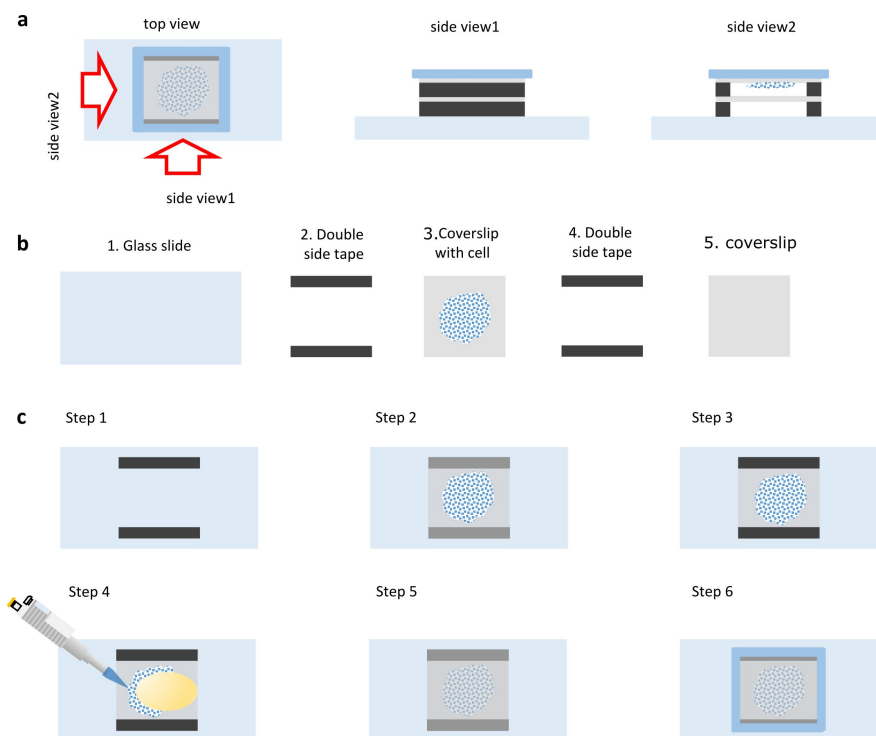 a
top view
side view1
side view2
side view2
side view1
b
1. Glass slide
2. Double
side tape
3.Coverslip
with cell
4. Double
side tape
5. coverslip
c
Step 1
Step 2
Step 3
Step 4
Step 5
Step 6